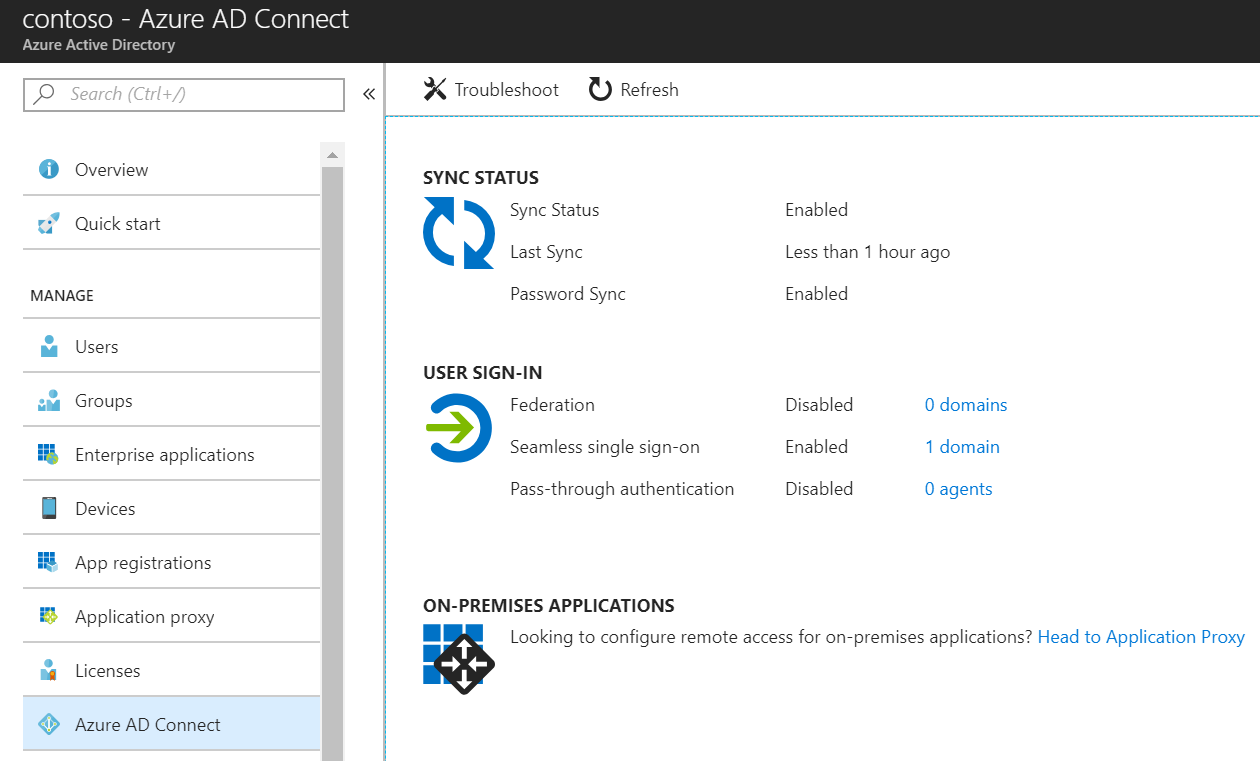 contoso - Azure AD Connect
Azure Active Directory
Search (Ctrl+/)
«
Troubleshoot
Refresh
Overview
Quick start
MANAGE
Users
Groups
Enterprise applications
Devices
App registrations
Application proxy
Licenses
Azure AD Connect
SYNC STATUS
Sync Status Enabled
Last Sync Less than 1 hour ago
Password Sync Enabled
USER SIGN-IN
Federation Disabled 0 domains
Seamless single sign-on Enabled 1 domain
Pass-through authentication Disabled 0 agents
ON-PREMISES APPLICATIONS
Looking to configure remote access for on-premises applications? Head to Application Proxy